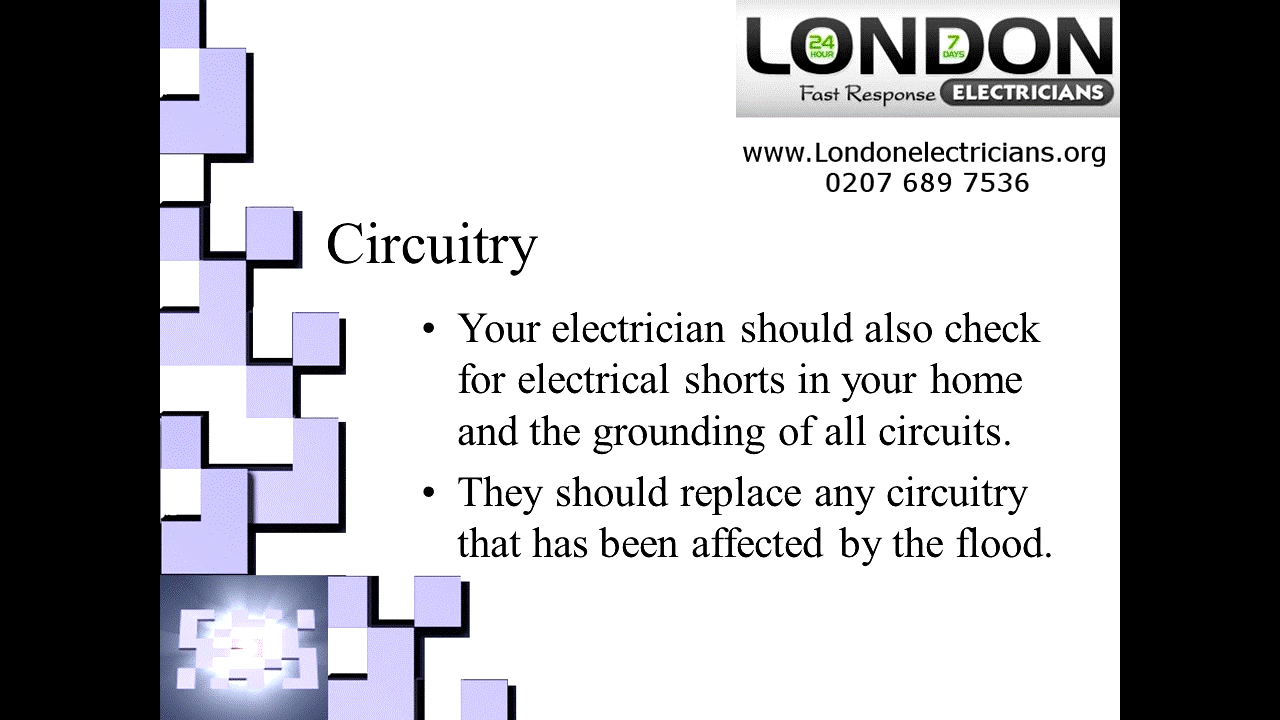 LONDON
24 HOUR
7 DAYS
Fast Response ELECTRICIANS
www.Londonelectricians.org
0207 689 7536
Circuitry
• Your electrician should also check
for electrical shorts in your home
and the grounding of all circuits.
• They should replace any circuitry
that has been affected by the flood.